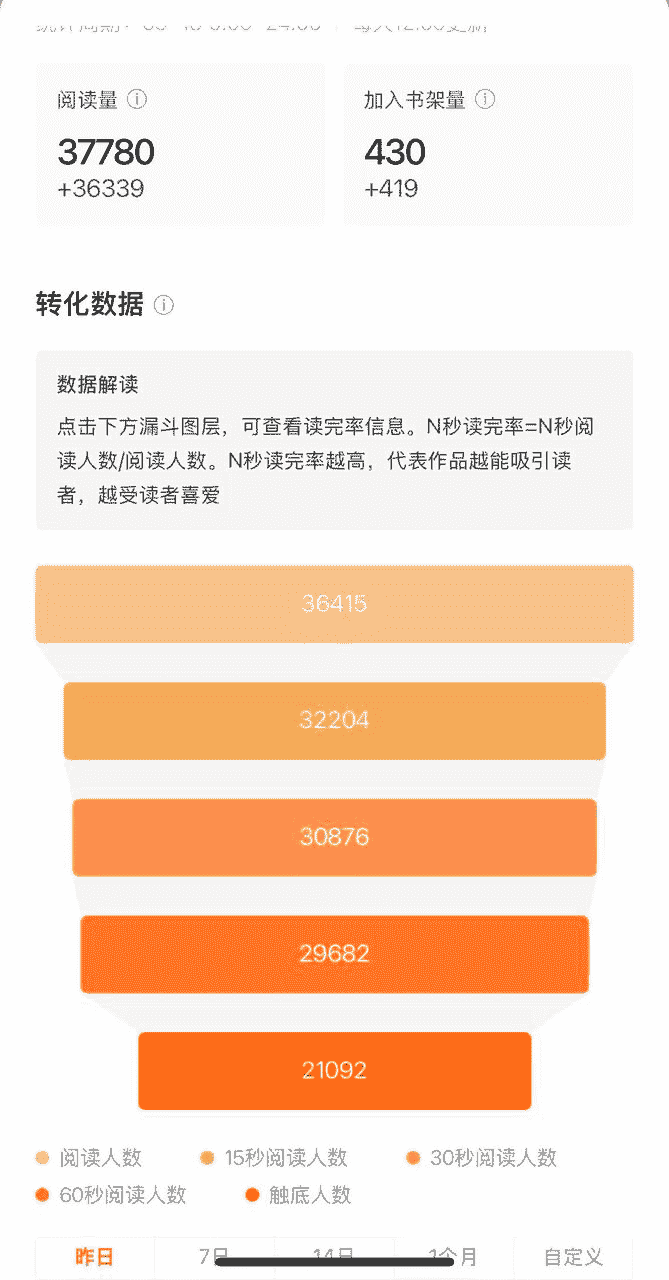 阅读量
加入书架量
37780
430
+36339
+419
转化数据
数据解读
点击下方漏斗图层，可查看读完率信息。N秒读完率=N秒阅
读人数/阅读人数。N秒读完率越高，代表作品越能吸引读
者，越受读者喜爱
36415
32204
30876
29682
21092
阅读人数 15秒阅读人数 30秒阅读人数
60秒阅读人数 触底人数
昨日 7日 14日 1个月 自定义